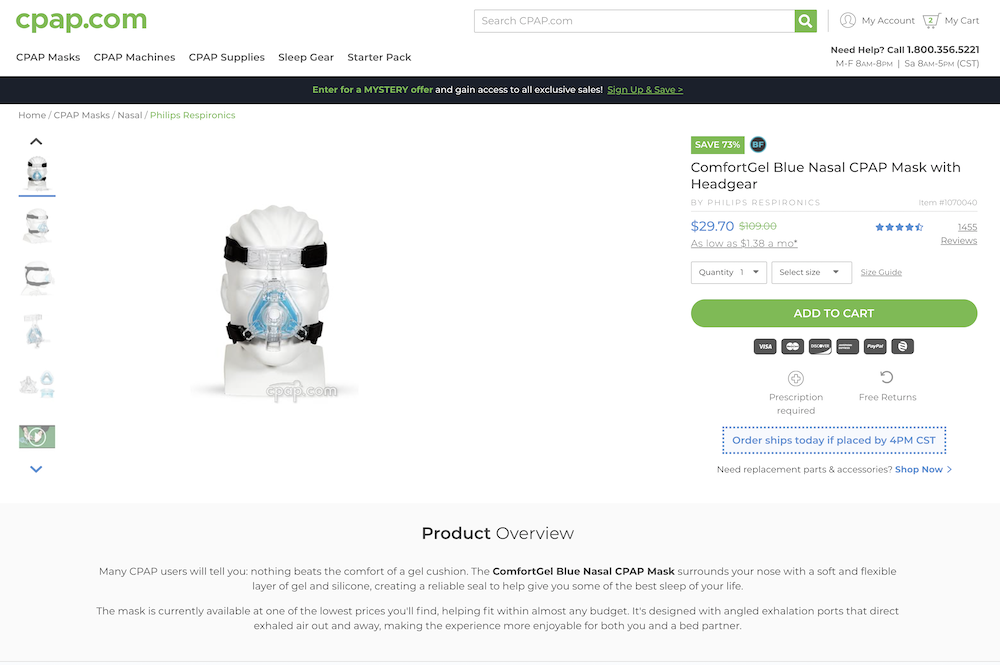 cpap.com
Search CPAP.com
My Account
2
My Cart
Need Help? Call 1.800.356.5221
M-F 8AM-8PM | Sa 8AM-5PM (CST)
CPAP Masks CPAP Machines CPAP Supplies Sleep Gear Starter Pack
Enter for a MYSTERY offer and gain access to all exclusive sales! Sign Up & Save >
Home / CPAP Masks / Nasal / Philips Respironics
SAVE 73% BF
ComfortGel Blue Nasal CPAP Mask with
Headgear
BY PHILIPS RESPIRONICS Item #1070040
$29.70 $109.00
1455
Reviews
As low as $1.38 a mo*
Quantity 1 Select size Size Guide
ADD TO CART
VISA DISCOVER PayPal
Prescription
required
Free Returns
Order ships today if placed by 4PM CST
Need replacement parts & accessories? Shop Now >
cpap.com
Product Overview
Many CPAP users will tell you: nothing beats the comfort of a gel cushion. The ComfortGel Blue Nasal CPAP Mask surrounds your nose with a soft and flexible
layer of gel and silicone, creating a reliable seal to help give you some of the best sleep of your life.
The mask is currently available at one of the lowest prices you'll find, helping fit within almost any budget. It's designed with angled exhalation ports that direct
exhaled air out and away, making the experience more enjoyable for both you and a bed partner.